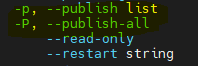 -p, --publish list
-P, --publish-all
--read-only
--restart string